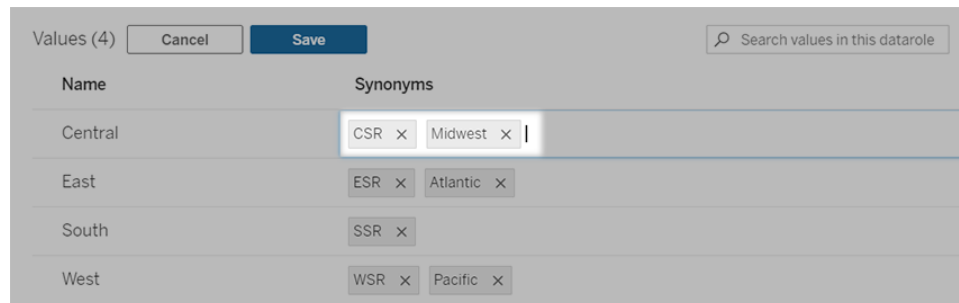 Values (4) Cancel Save Search values in this datarole
Name Synonyms
Central CSR × Midwest ×
East ESR × Atlantic ×
South SSR ×
West WSR × Pacific ×